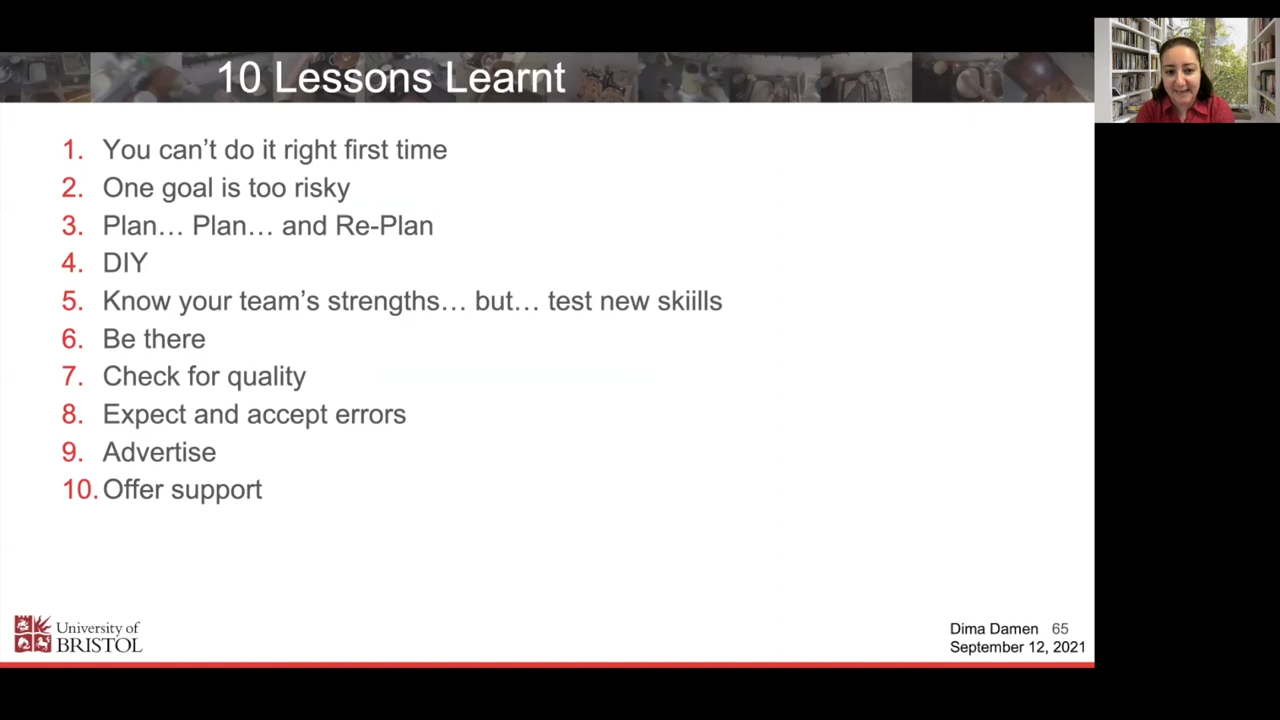 10 Lessons Learnt
1. You can't do it right first time
2. One goal is too risky
3. Plan… Plan… and Re-Plan
4. DIY
5. Know your team's strengths… but… test new skiills
6. Be there
7. Check for quality
8. Expect and accept errors
9. Advertise
10. Offer support
University of
BRISTOL
Dima Damen 65
September 12, 2021